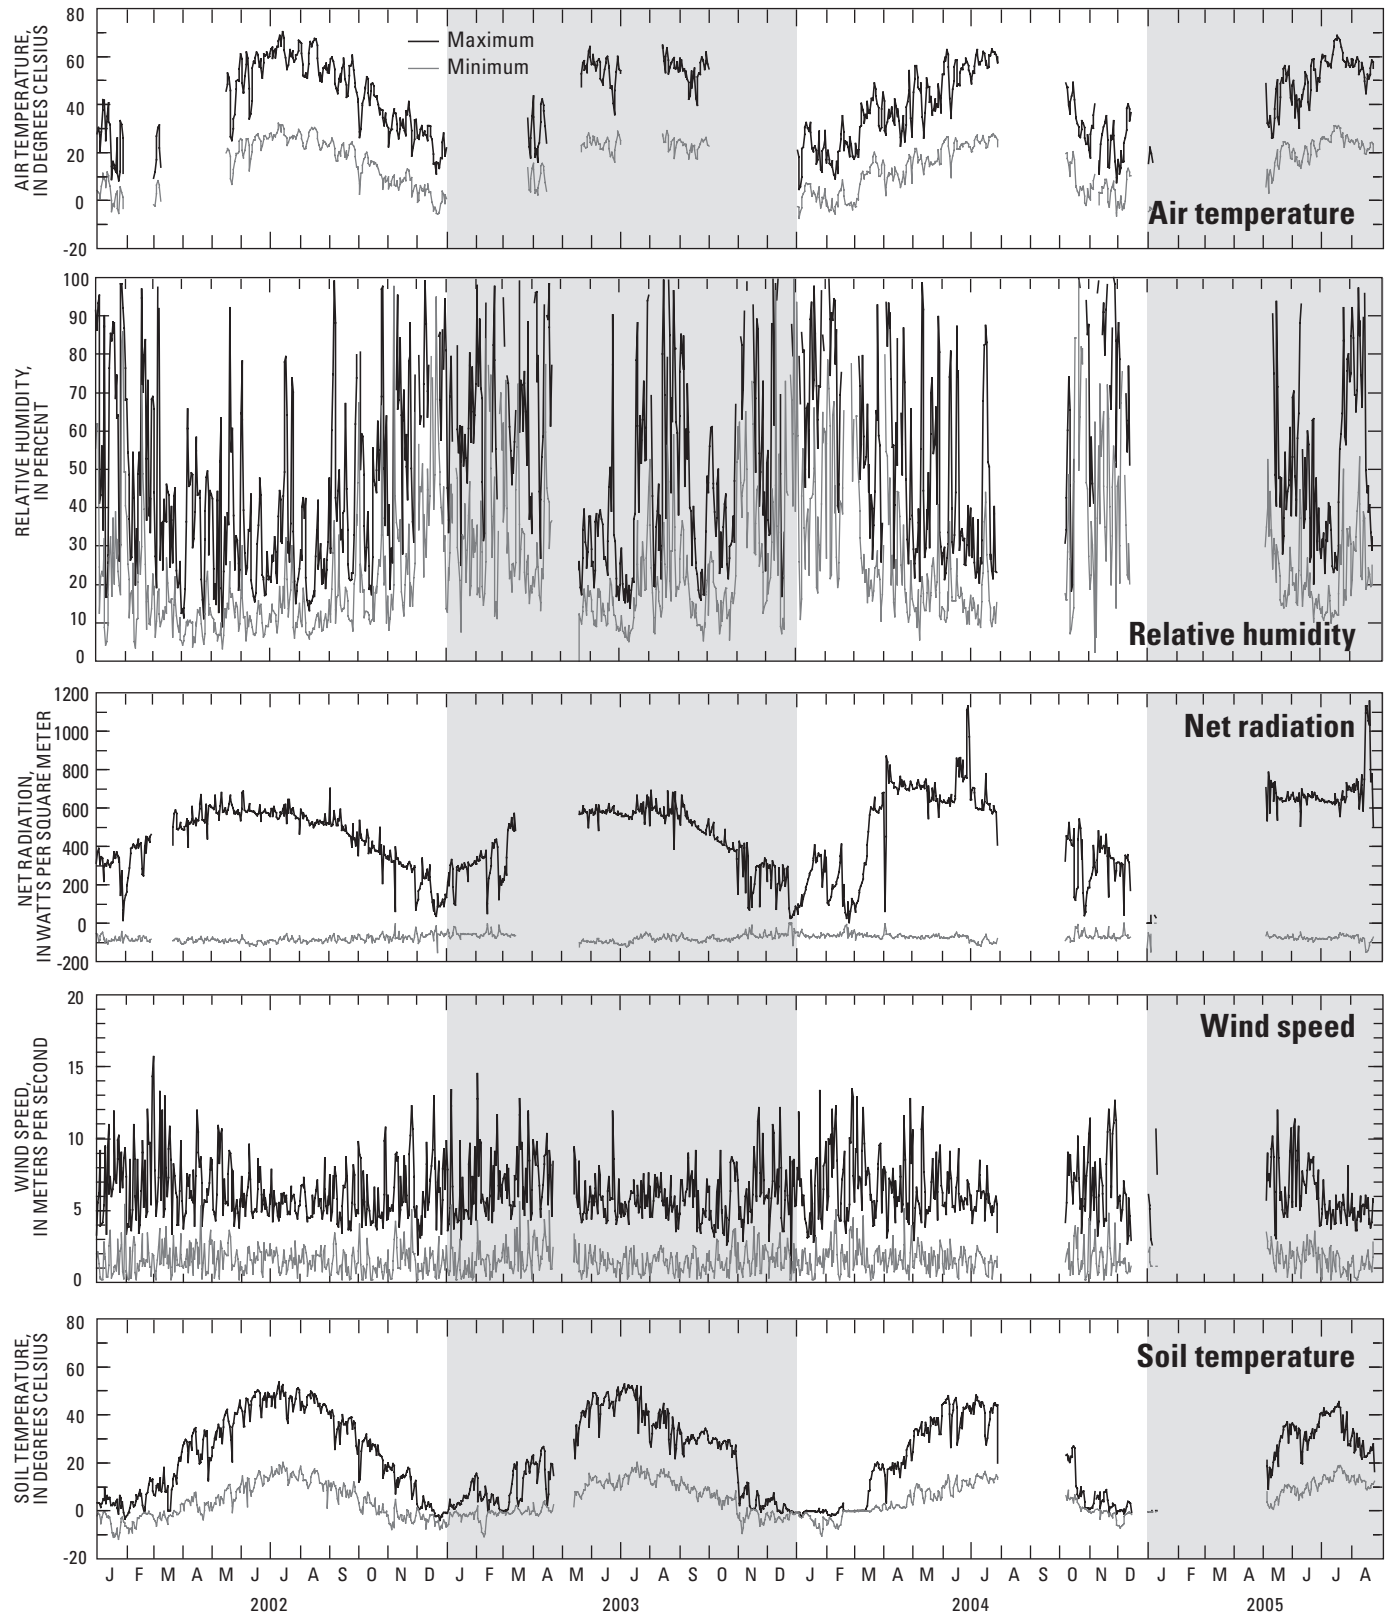 AIR TEMPERATURE,
IN DEGREES CELSIUS
80
60
40
20
0
-20
Maximum
Minimum
Air temperature
RELATIVE HUMIDITY,
IN PERCENT
100
90
80
70
60
50
40
30
20
10
0
Relative humidity
NET RADIATION,
IN WATTS PER SQUARE METER
1200
1000
800
600
400
200
0
-200
Net radiation
WIND SPEED,
IN METERS PER SECOND
20
15
10
5
0
Wind speed
SOIL TEMPERATURE,
IN DEGREES CELSIUS
80
60
40
20
0
-20
Soil temperature
J F M A M J J A S O N D J F M A M J J A S O N D J F M A M J J A S O N D J F M A M J J A
2002 2003 2004 2005